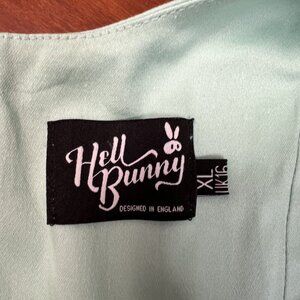 Hell
Bunny
DESIGNED IN ENGLAND
XL
UK16